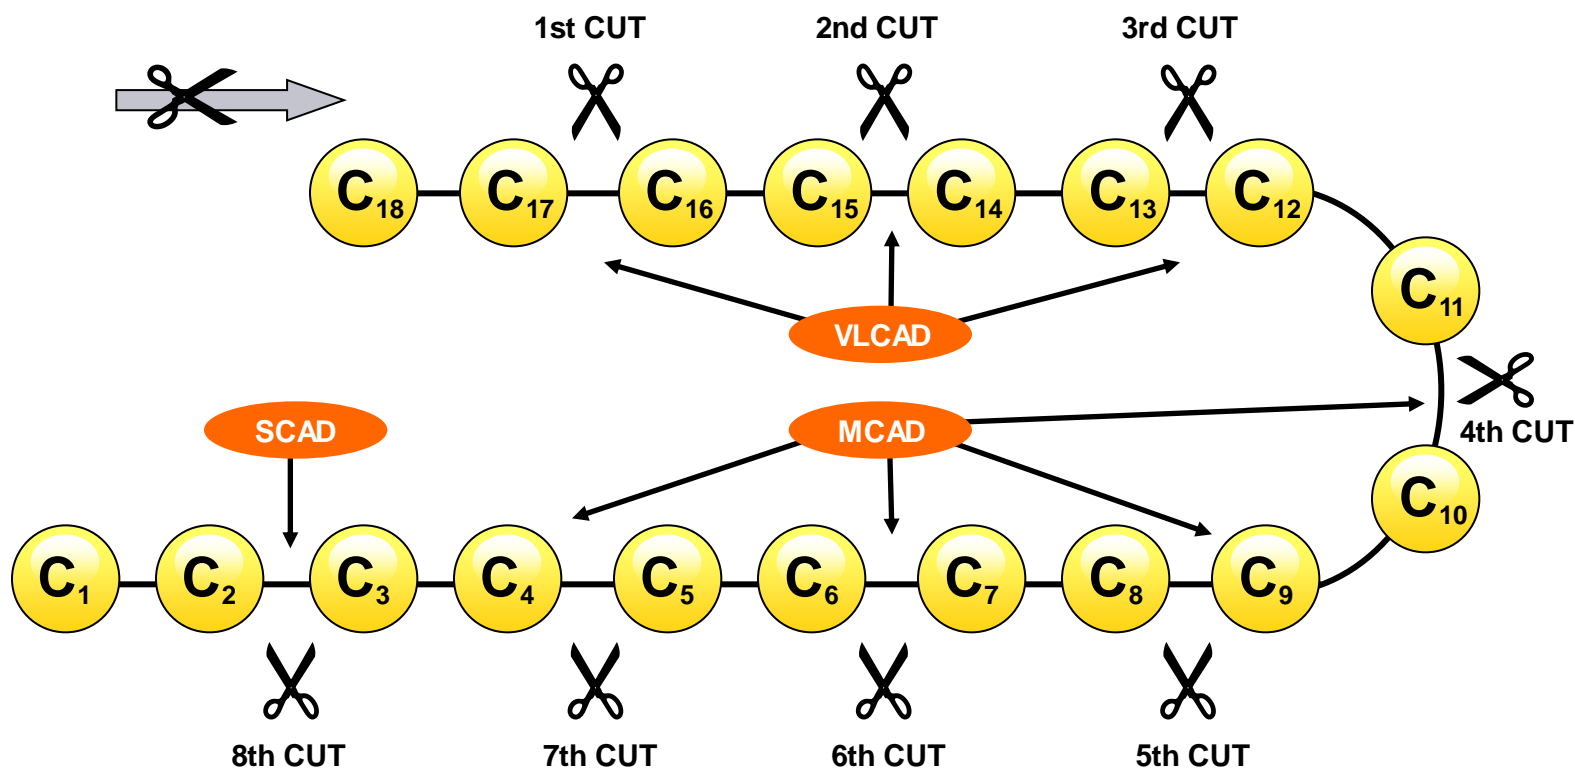 1st CUT 2nd CUT 3rd CUT
C18 C17 C16 C15 C14 C13 C12
C11
VLCAD
4th CUT
SCAD MCAD
C10
C1 C2 C3 C4 C5 C6 C7 C8 C9
8th CUT 7th CUT 6th CUT 5th CUT